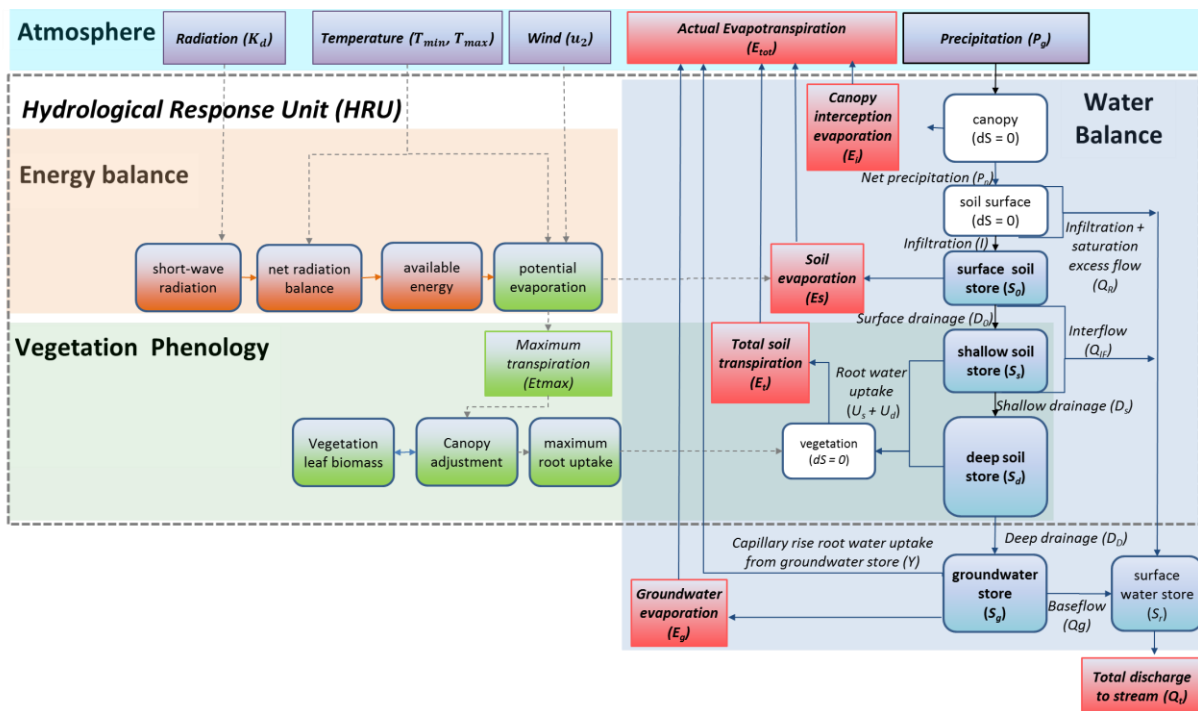 Atmosphere
Radiation (K_d)
Temperature (T_min, T_max)
Wind (u_2)
Actual Evapotranspiration
(E_tot)
Precipitation (P_g)
Hydrological Response Unit (HRU)
Canopy
interception
evaporation (E_i)
canopy
(dS = 0)
Water
Balance
Energy balance
Net precipitation (P_n)
soil surface
(dS = 0)
Infiltration +
saturation
excess flow
(Q_R)
Infiltration (I)
short-wave
radiation
net radiation
balance
available
energy
potential
evaporation
Soil
evaporation
(Es)
surface soil
store (S_0)
Surface drainage (D_0)
Interflow
(Q_IF)
Vegetation Phenology
Maximum
transpiration
(Etmax)
Total soil
transpiration
(E_t)
Root water
uptake
(U_s + U_d)
shallow soil
store (S_s)
Shallow drainage (D_s)
Vegetation
leaf biomass
Canopy
adjustment
maximum
root uptake
vegetation
(dS = 0)
deep soil
store (S_d)
Deep drainage (D_D)
Capillary rise root water uptake
from groundwater store (Y)
Groundwater
evaporation
(E_g)
groundwater
store
(S_g)
Baseflow
(Qg)
surface
water store
(S_r)
Total discharge
to stream (Q_t)